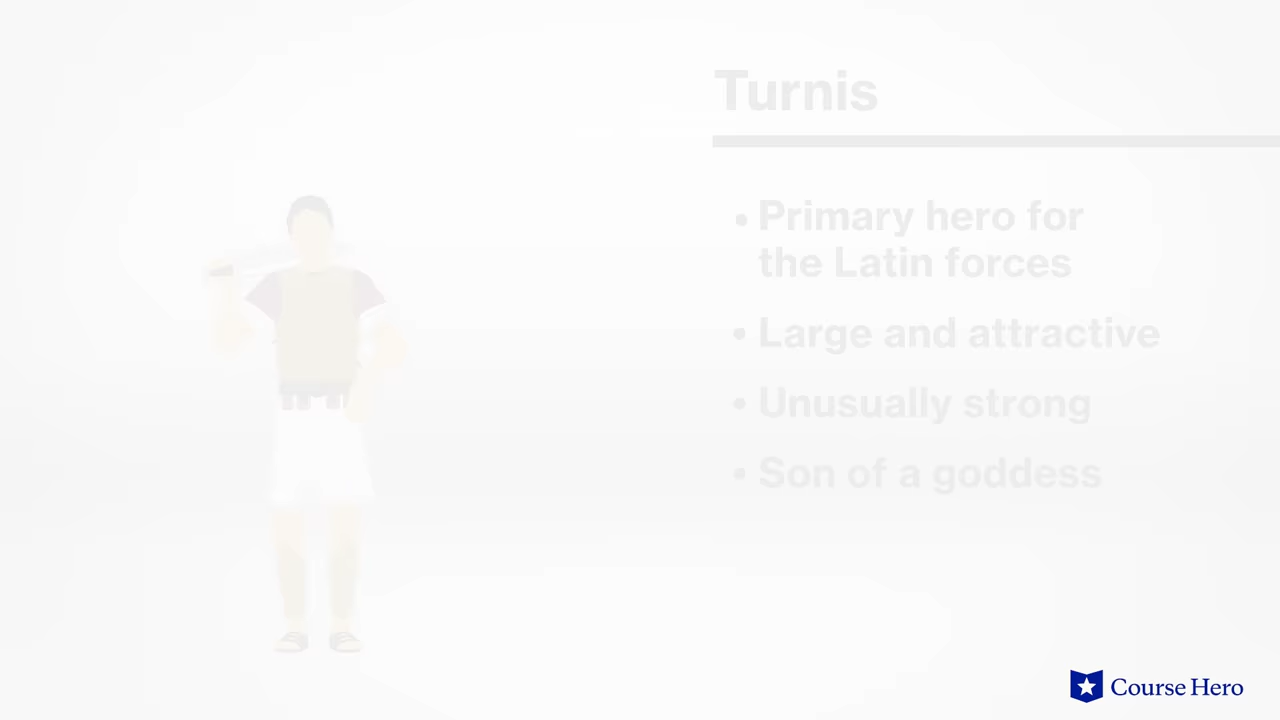 Turnis
• Primary hero for
the Latin forces
• Large and attractive
• Unusually strong
• Son of a goddess
Course Hero